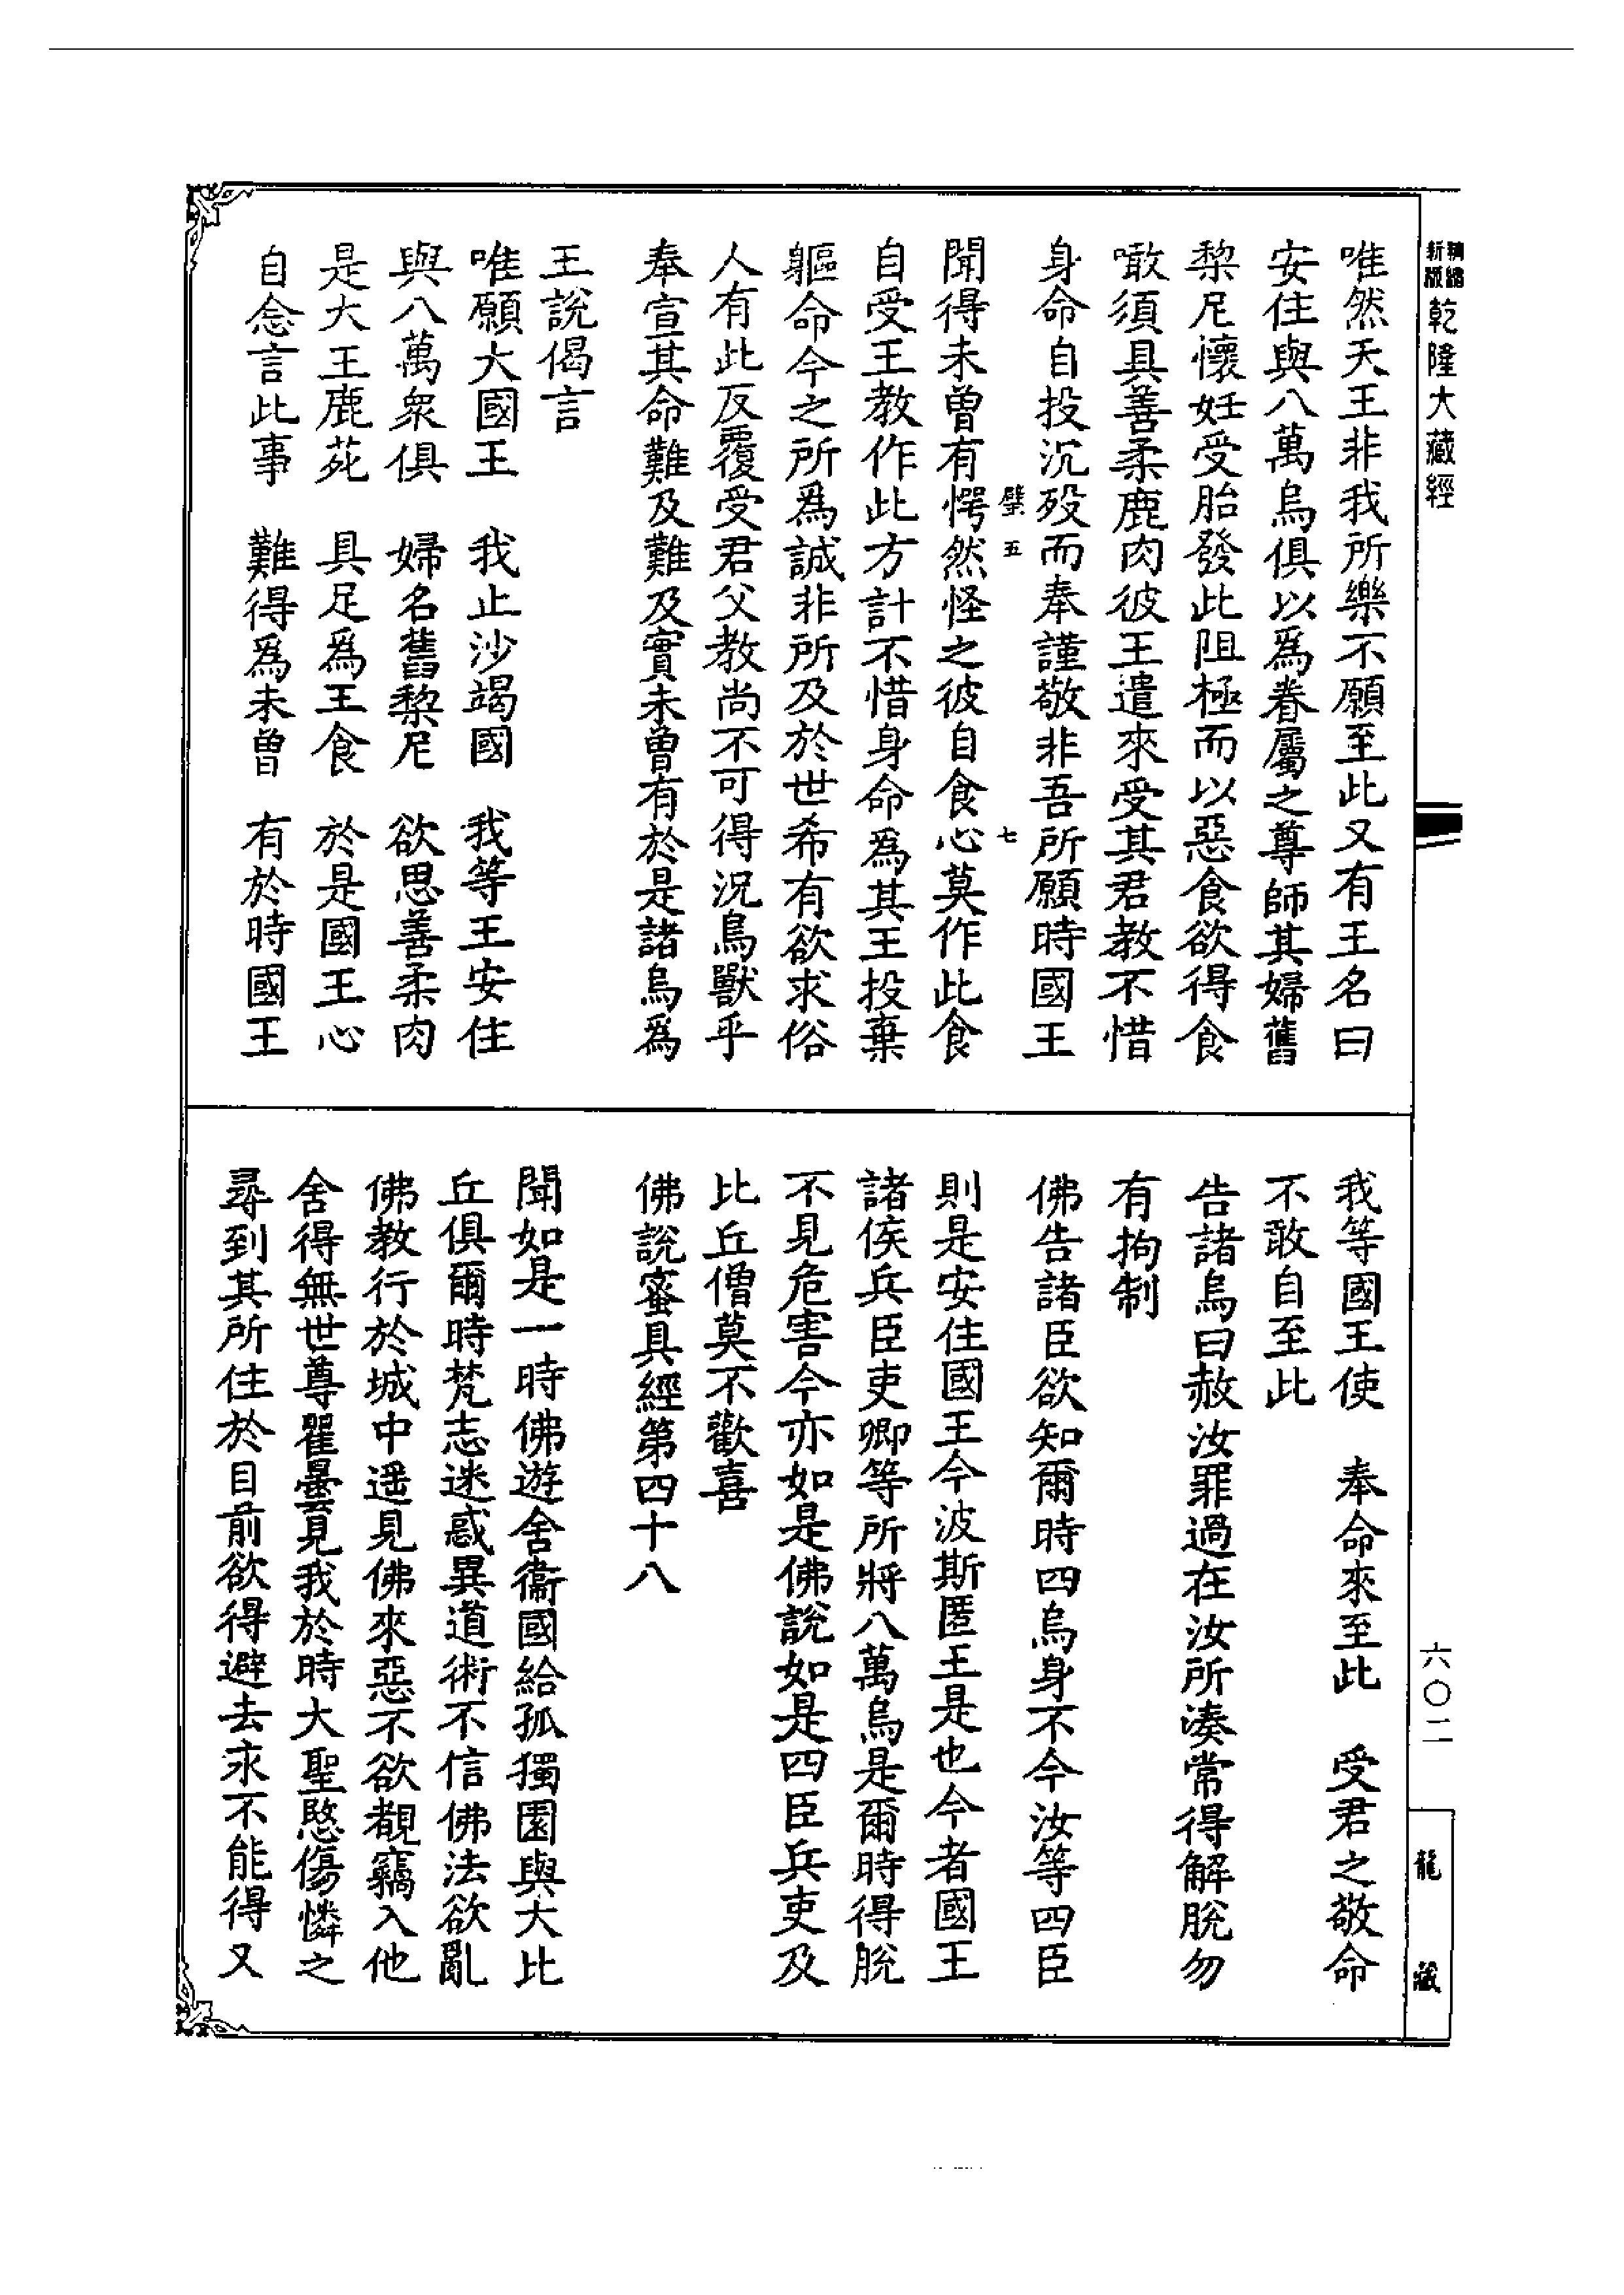 精縮新版乾隆大藏經
唯然天王非我所樂不願至此又有王名曰
安住與八萬烏俱以為眷屬之尊師其婦舊
黎尼懷妊受胎發此阻極而以惡食欲得食
噉須具善柔鹿肉彼王遣來受其君教不惜
身命自投沉歿而奉謹敬非吾所願時國王
璧五 七
聞得未曾有愕然怪之彼自食心莫作此食
自受王教作此方計不惜身命為其王投棄
軀命今之所為誠非所及於世希有欲求俗
人有此反覆受君父教尚不可得況鳥獸乎
奉宣其命難及難及實未曾有於是諸烏為
王說偈言
唯願大國王 我止沙竭國 我等王安住
與八萬眾俱 婦名舊黎尼 欲思善柔肉
是大王鹿苑 具足為王食 於是國王心
自念言此事 難得為未曾 有於時國王
我等國王使 奉命來至此 受君之敬命
不敢自至此
告諸烏曰赦汝罪過在汝所湊常得解脫勿
有拘制
佛告諸臣欲知爾時四烏身不今汝等四臣
則是安住國王今波斯匿王是也今者國王
諸侯兵臣吏卿等所將八萬烏是爾時得脫
不見危害今亦如是佛說如是四臣兵吏及
比丘僧莫不歡喜
佛說蜜具經第四十八
聞如是一時佛遊舍衞國給孤獨園與大比
丘俱爾時梵志迷惑異道術不信佛法欲亂
佛教行於城中遥見佛來惡不欲覩竊入他
舍得無世尊瞿曇見我於時大聖愍傷憐之
尋到其所住於目前欲得避去永不能得又
六〇二
龍藏